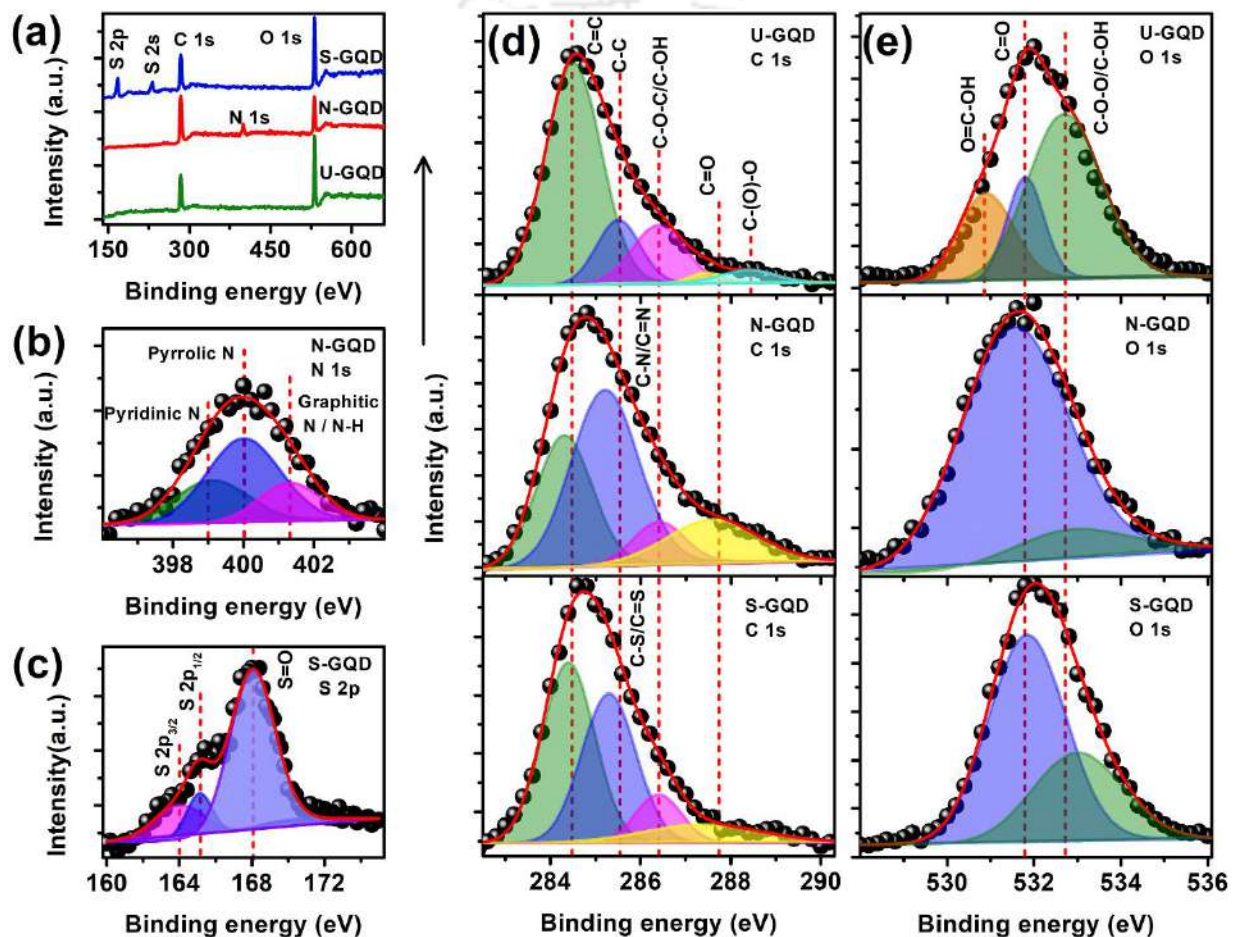 (a)
S 2p
S 2s
C 1s
O 1s
S-GQD
N 1s
N-GQD
U-GQD
Intensity (a.u.)
150 300 450 600
Binding energy (eV)
(b)
Pyrrolic N
N-GQD
N 1s
Pyridinic N
Graphitic
N / N-H
Intensity (a.u.)
398 400 402
Binding energy (eV)
(c)
S 2p3/2
S 2p1/2
S=O
S-GQD
S 2p
Intensity(a.u.)
160 164 168 172
Binding energy (eV)
(d)
C=C
C-C
C-O-C/C-OH
C=O
C-(O)-O
U-GQD
C 1s
C-N/C=N
N-GQD
C 1s
C-S/C=S
S-GQD
C 1s
Intensity (a.u.)
284 286 288 290
Binding energy (eV)
(e)
O=C-OH
C=O
C-O-O/C-OH
U-GQD
O 1s
N-GQD
O 1s
S-GQD
O 1s
530 532 534 536
Binding energy (eV)